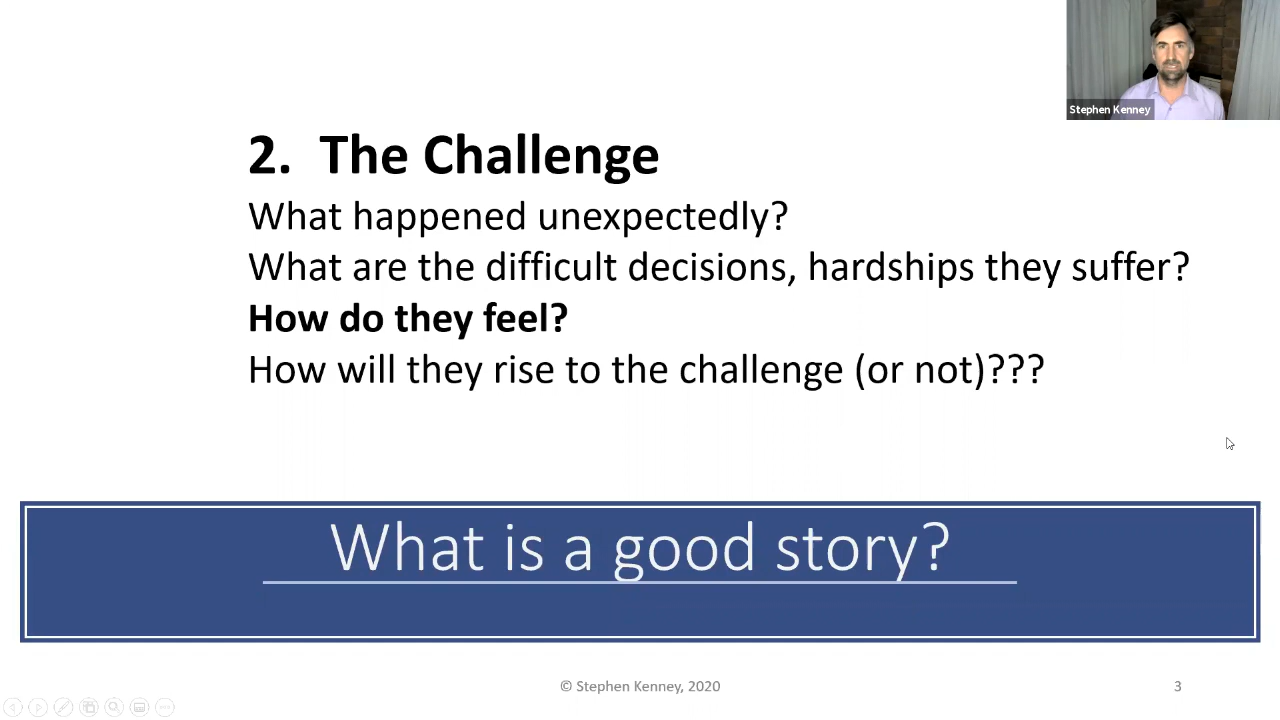 Stephen Kenney
2. The Challenge
What happened unexpectedly?
What are the difficult decisions, hardships they suffer?
How do they feel?
How will they rise to the challenge (or not)???
What is a good story?
© Stephen Kenney, 2020
3